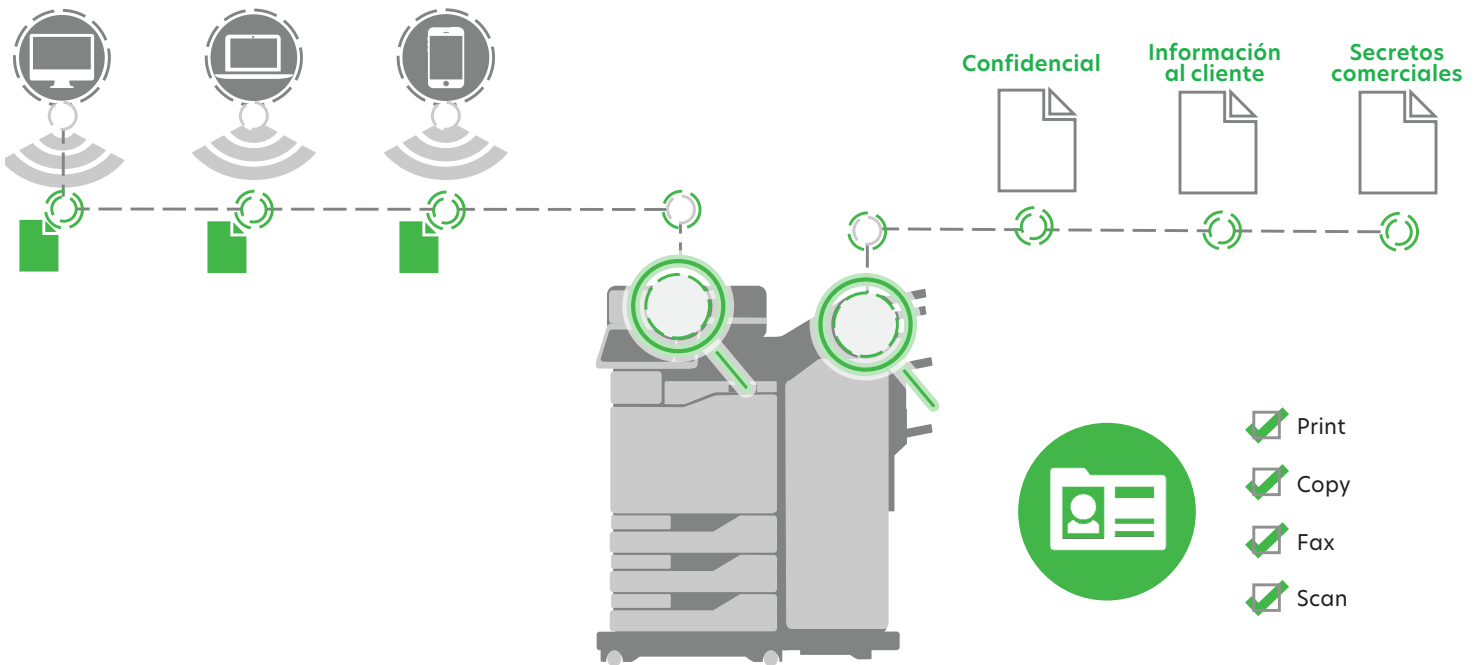 Confidencial
Información
al cliente
Secretos
comerciales
Print
Copy
Fax
Scan